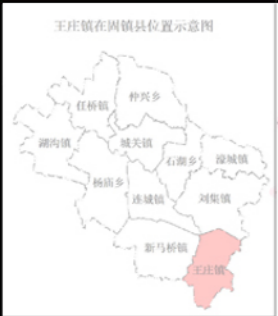 王庄镇在固镇县位置示意图
仲兴乡
任桥镇
湖沟镇
城关镇
石湖乡
濠城镇
杨庙乡
连城镇
刘集镇
新马桥镇
王庄镇